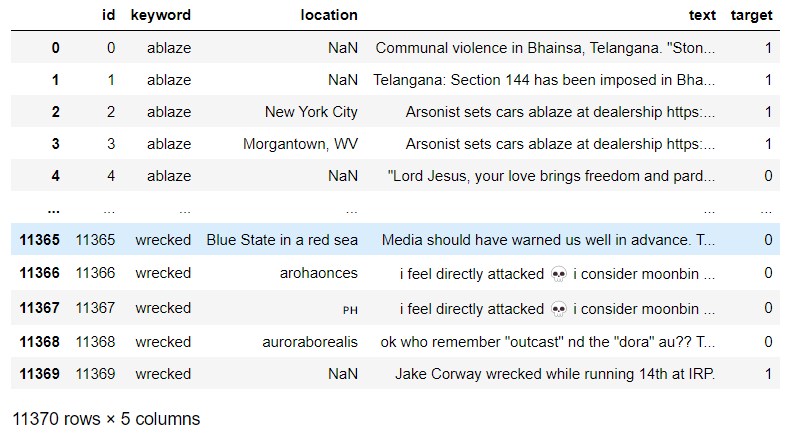 id keyword location text target
0 0 ablaze NaN Communal violence in Bhainsa, Telangana. "Ston... 1
1 1 ablaze NaN Telangana: Section 144 has been imposed in Bha... 1
2 2 ablaze New York City Arsonist sets cars ablaze at dealership https:... 1
3 3 ablaze Morgantown, WV Arsonist sets cars ablaze at dealership https:... 1
4 4 ablaze NaN "Lord Jesus, your love brings freedom and pard... 0
... ... ... ... ... ...
11365 11365 wrecked Blue State in a red sea Media should have warned us well in advance. T... 0
11366 11366 wrecked arohaonces i feel directly attacked 💀 i consider moonbin ... 0
11367 11367 wrecked ᴘʜ i feel directly attacked 💀 i consider moonbin ... 0
11368 11368 wrecked auroraborealis ok who remember "outcast" nd the "dora" au?? T... 0
11369 11369 wrecked NaN Jake Corway wrecked while running 14th at IRP. 1
11370 rows × 5 columns